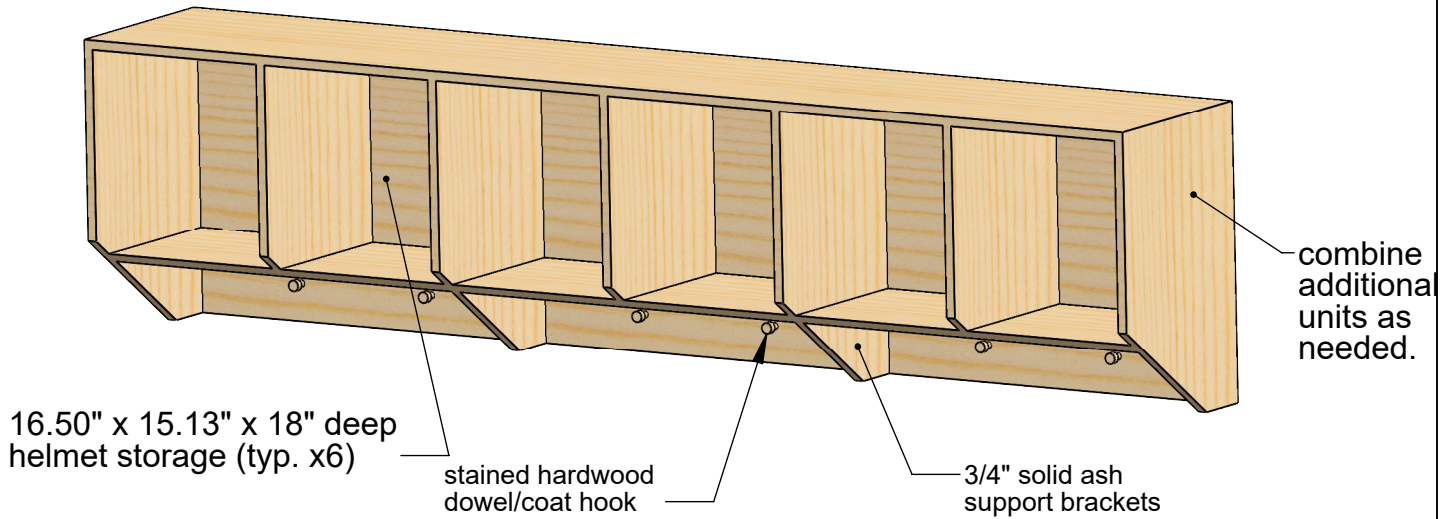 combine
additional
units as
needed.
16.50" x 15.13" x 18" deep
helmet storage (typ. x6)
stained hardwood
dowel/coat hook
3/4" solid ash
support brackets